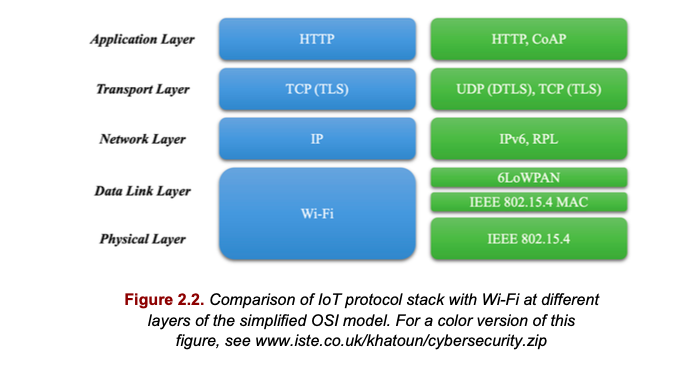 Application Layer HTTP HTTP, CoAP
Transport Layer TCP (TLS) UDP (DTLS), TCP (TLS)
Network Layer IP IPv6, RPL
Data Link Layer 6LoWPAN
IEEE 802.15.4 MAC
Wi-Fi
Physical Layer IEEE 802.15.4
Figure 2.2. Comparison of IoT protocol stack with Wi-Fi at different
layers of the simplified OSI model. For a color version of this
figure, see www.iste.co.uk/khatoun/cybersecurity.zip